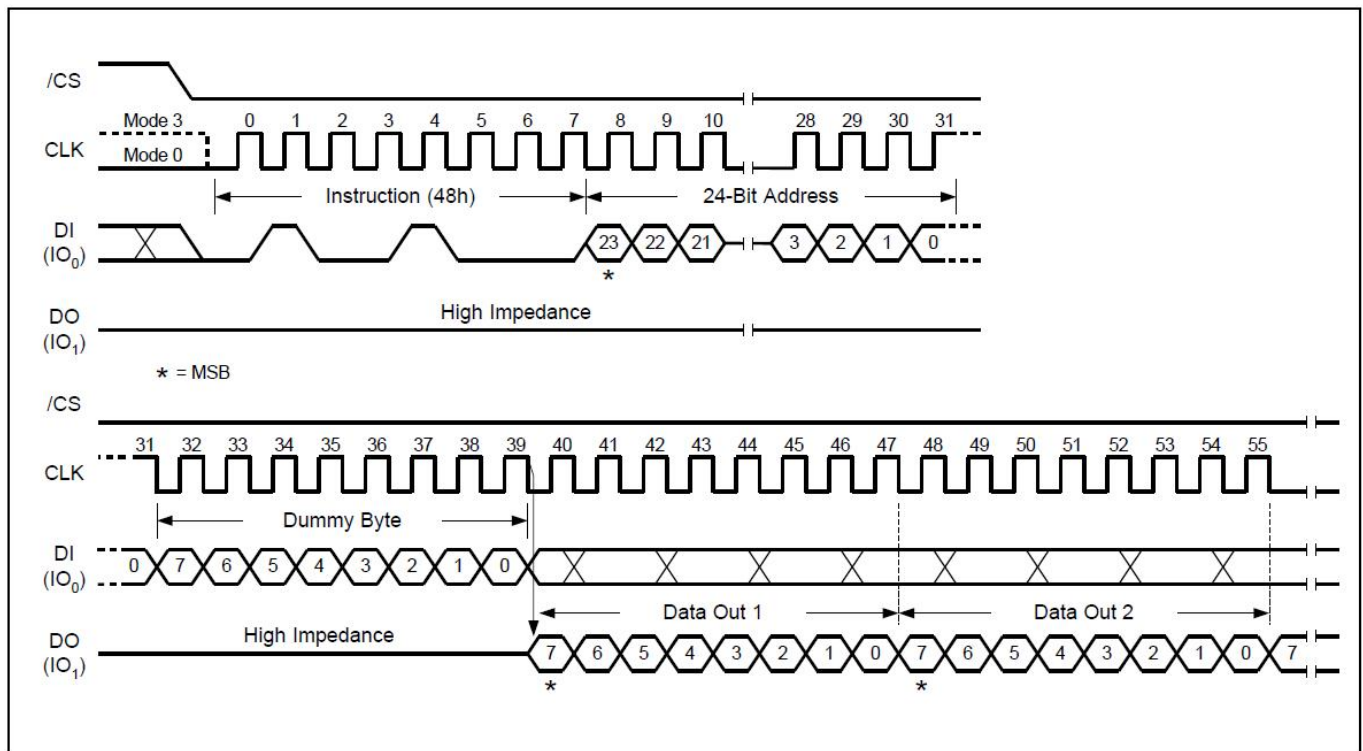 /CS
Mode 3 0 1 2 3 4 5 6 7 8 9 10 28 29 30 31
CLK Mode 0
Instruction (48h) 24-Bit Address
DI
(IO0) 23 22 21 3 2 1 0
*
DO High Impedance
(IO1)
* = MSB
/CS
31 32 33 34 35 36 37 38 39 40 41 42 43 44 45 46 47 48 49 50 51 52 53 54 55
CLK
Dummy Byte
DI
(IO0) 0 7 6 5 4 3 2 1 0
Data Out 1 Data Out 2
DO High Impedance
(IO1) 7 6 5 4 3 2 1 0 7 6 5 4 3 2 1 0 7
* *